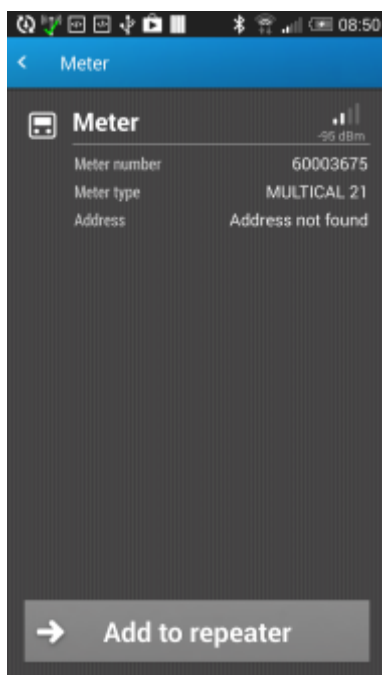 08:50
Meter
Meter
-95 dBm
Meter number 60003675
Meter type MULTICAL 21
Address Address not found
Add to repeater